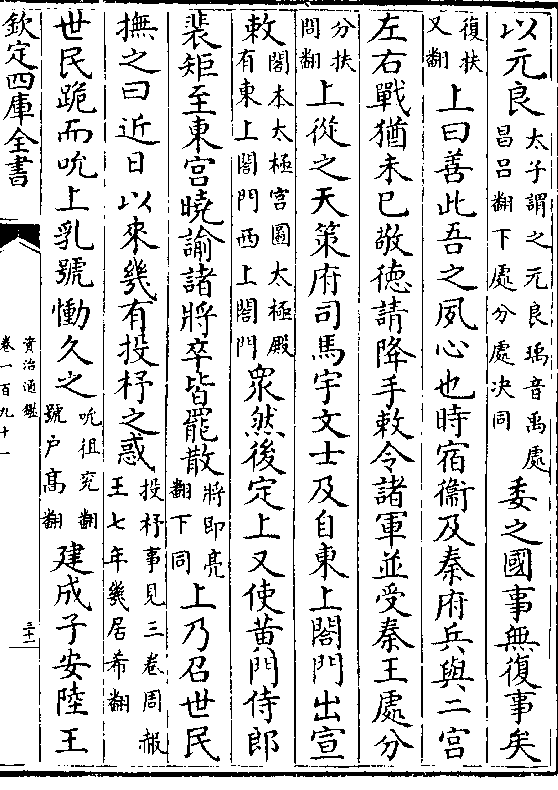 以元良太子謂之元良瑀音禹處昌呂翻下處分處决同委之國事無復事矣
復扶又翻上曰善此吾之夙心也時宿衛及秦府兵與二宮
左右戰猶未已敬徳請降手敕令諸軍並受秦王處分
分扶問翻上從之天策府司馬宇文士及自東上閤門出宣
敕閤本太極宫圖太極殿有東上閤門西上閤門衆然後定上又使黄門侍郎
裴矩至東宫曉諭諸將卒皆罷散將即亮翻下同上乃召世民
撫之曰近日以來幾有投杼之惑投杼事見三卷周赧王七年幾居希翻
世民跪而吮上乳號慟久之吮徂兖翻號户髙翻建成子安陸王
欽定四庫全書
資治通鑑
卷一百九十一
三十一